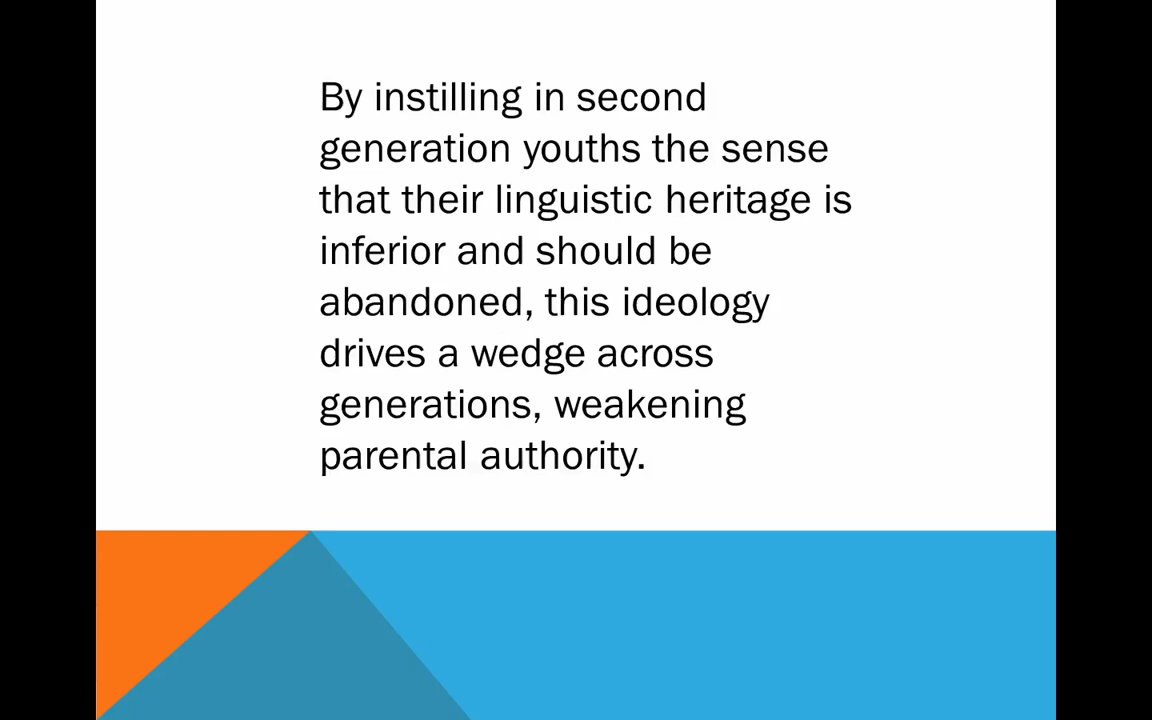 By instilling in second
generation youths the sense
that their linguistic heritage is
inferior and should be
abandoned, this ideology
drives a wedge across
generations, weakening
parental authority.